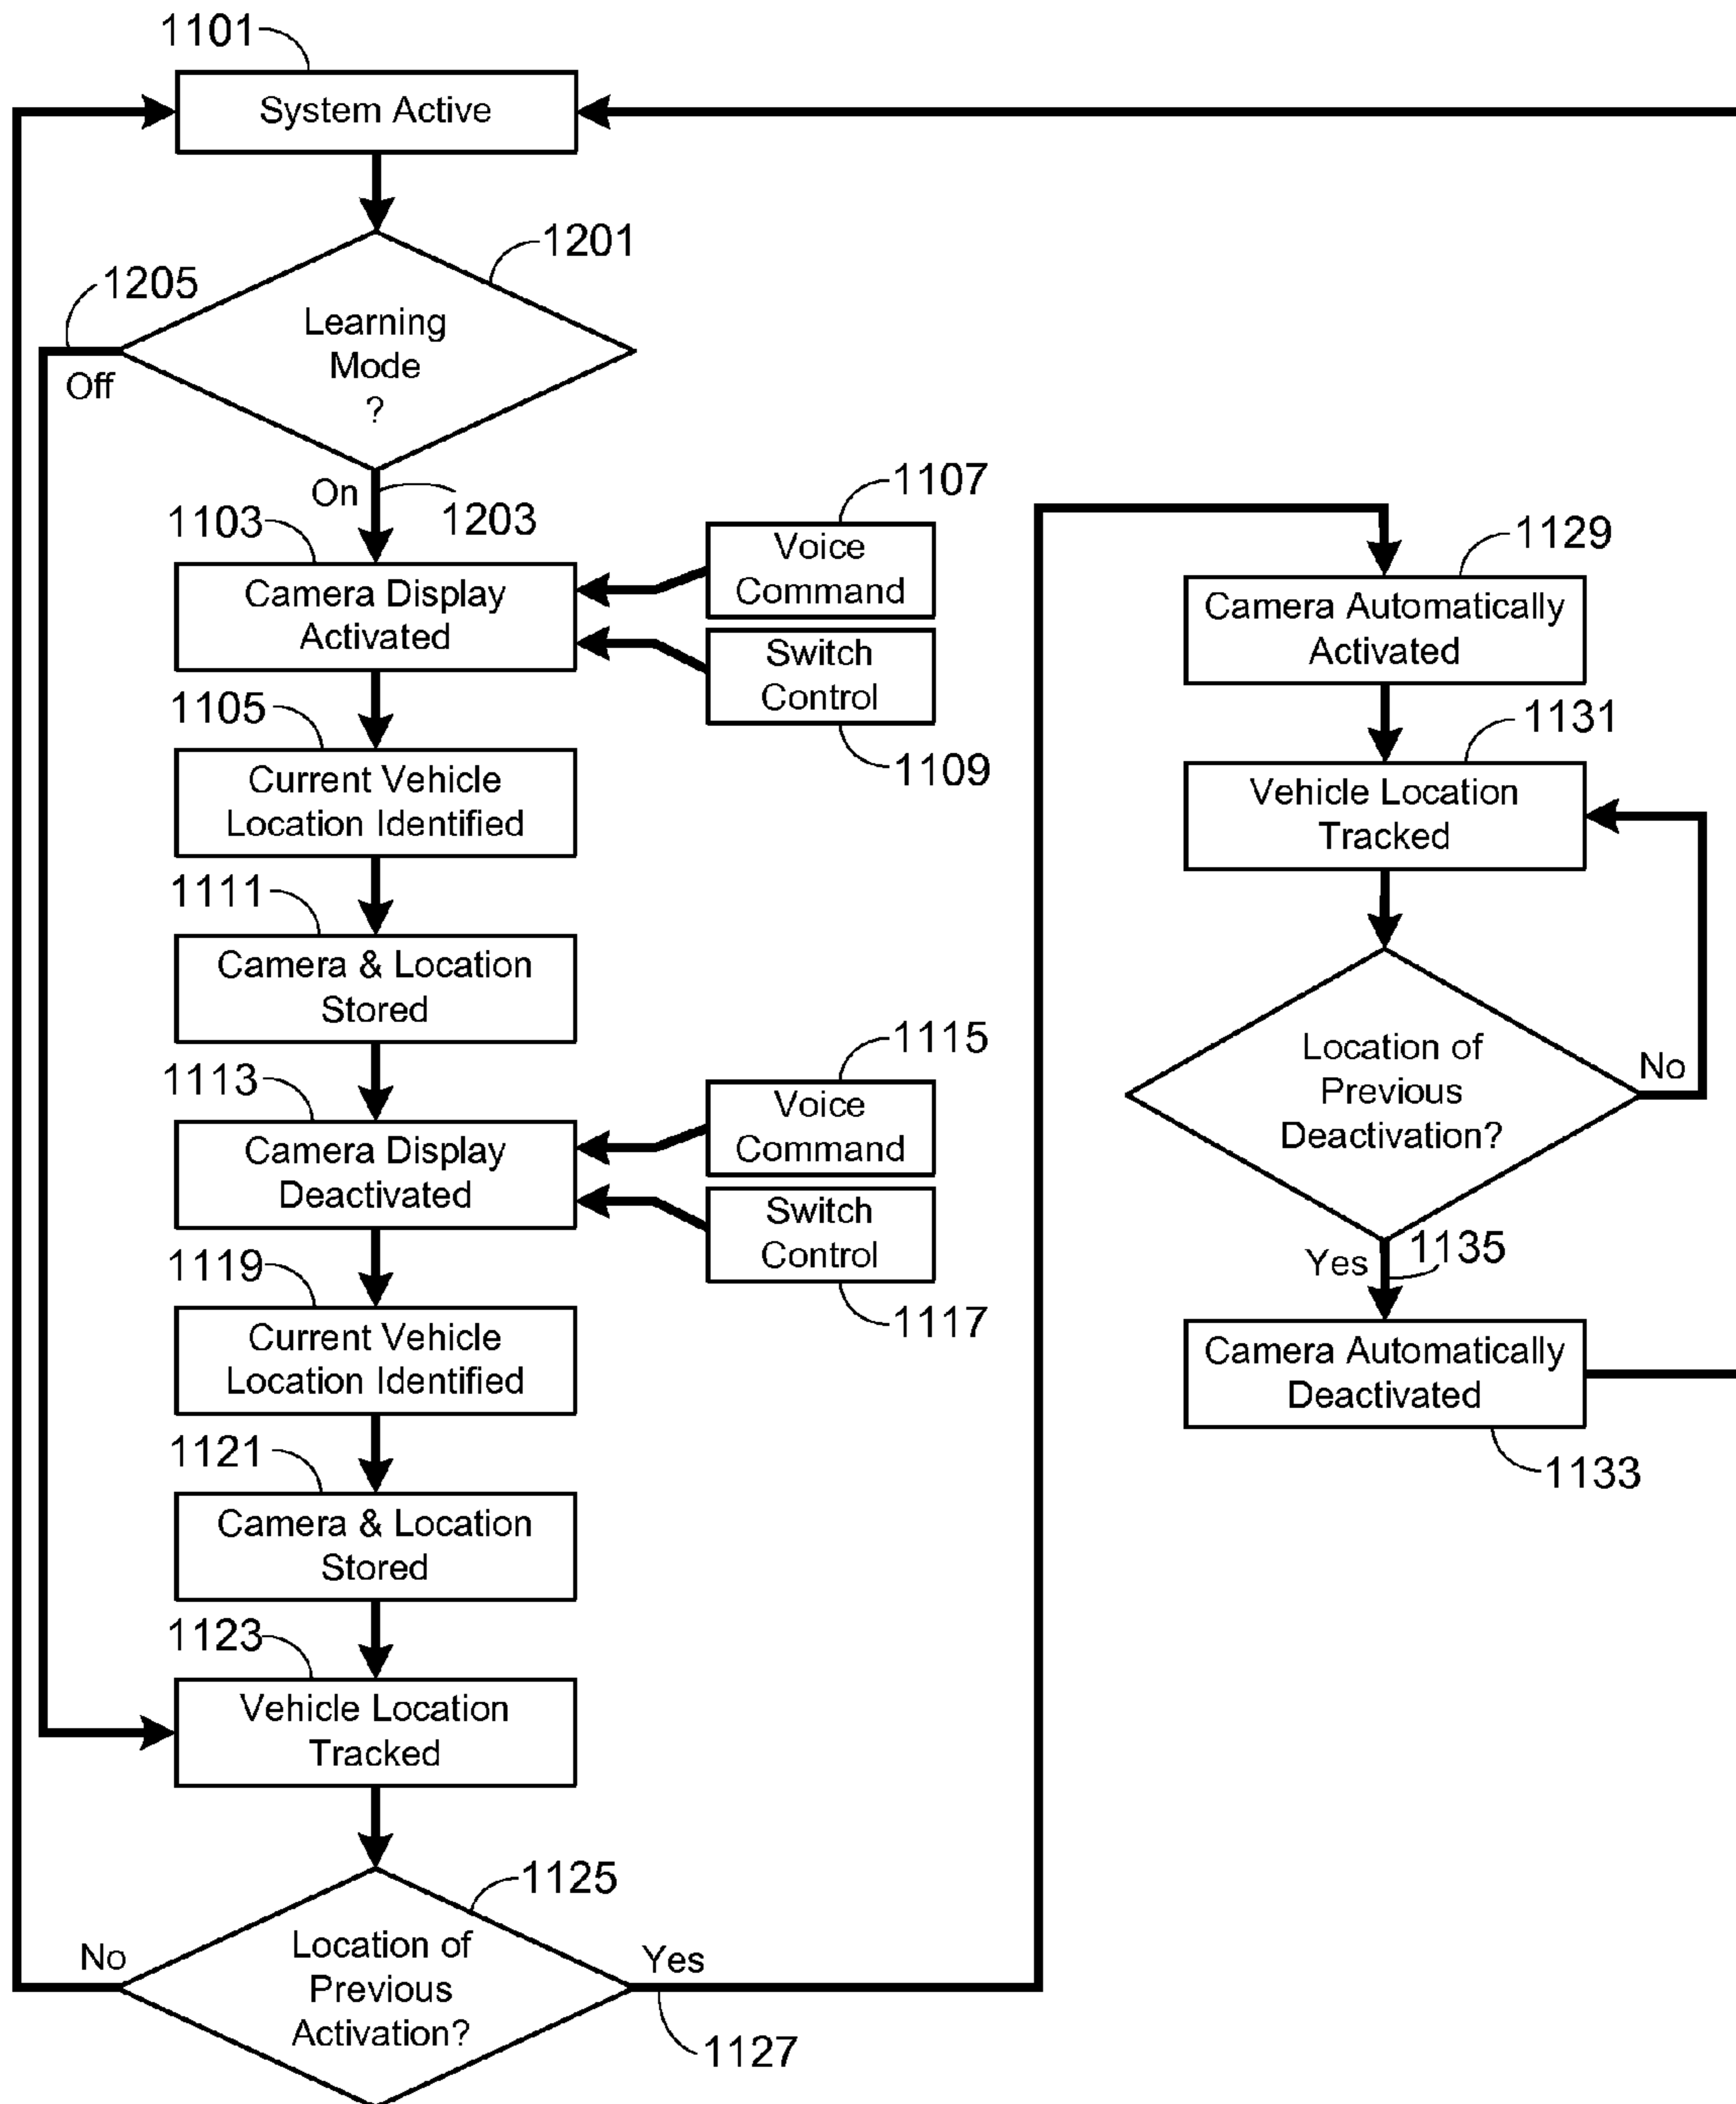 1101
System Active
1201
1205
Learning
Mode
?
Off
On
1203
1103
Camera Display
Activated
1107
Voice
Command
Switch
Control
1109
1105
Current Vehicle
Location Identified
1111
Camera & Location
Stored
1113
Camera Display
Deactivated
1115
Voice
Command
Switch
Control
1117
1119
Current Vehicle
Location Identified
1121
Camera & Location
Stored
1123
Vehicle Location
Tracked
1125
Location of
Previous
Activation?
No
Yes
1127
1129
Camera Automatically
Activated
1131
Vehicle Location
Tracked
Location of
Previous
Deactivation?
No
Yes
1135
Camera Automatically
Deactivated
1133